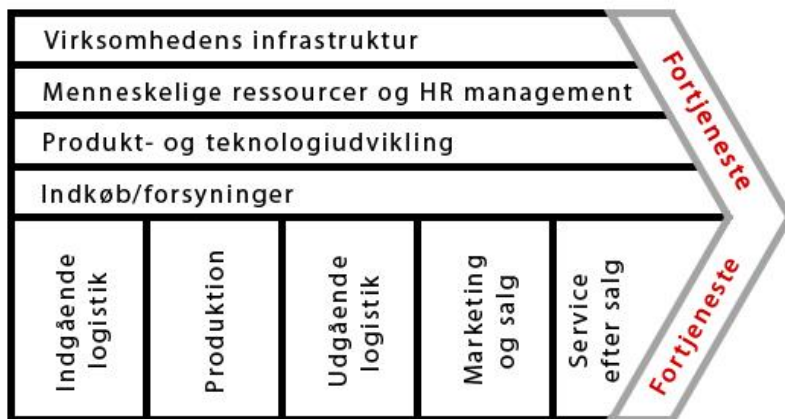 Virksomhedens infrastruktur
Menneskelige ressourcer og HR management
Produkt- og teknologiudvikling
Indkøb/forsyninger
Fortjeneste
Indgående
logistik
Produktion
Udgående
logistik
Marketing
og salg
Service
efter salg
Fortjeneste